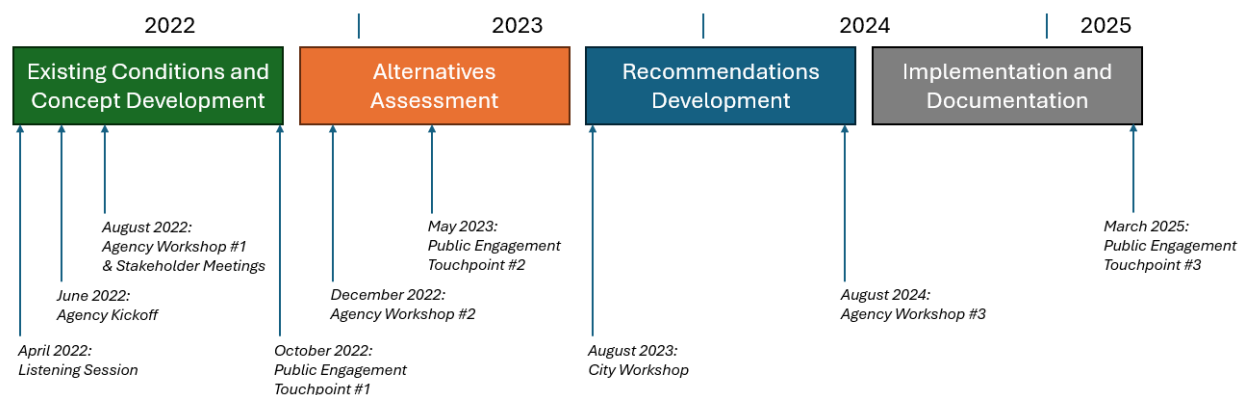 2022
2023
2024
2025
Existing Conditions and
Concept Development
Alternatives
Assessment
Recommendations
Development
Implementation and
Documentation
August 2022:
Agency Workshop #1
& Stakeholder Meetings
June 2022:
Agency Kickoff
April 2022:
Listening Session
October 2022:
Public Engagement
Touchpoint #1
May 2023:
Public Engagement
Touchpoint #2
December 2022:
Agency Workshop #2
August 2023:
City Workshop
August 2024:
Agency Workshop #3
March 2025:
Public Engagement
Touchpoint #3